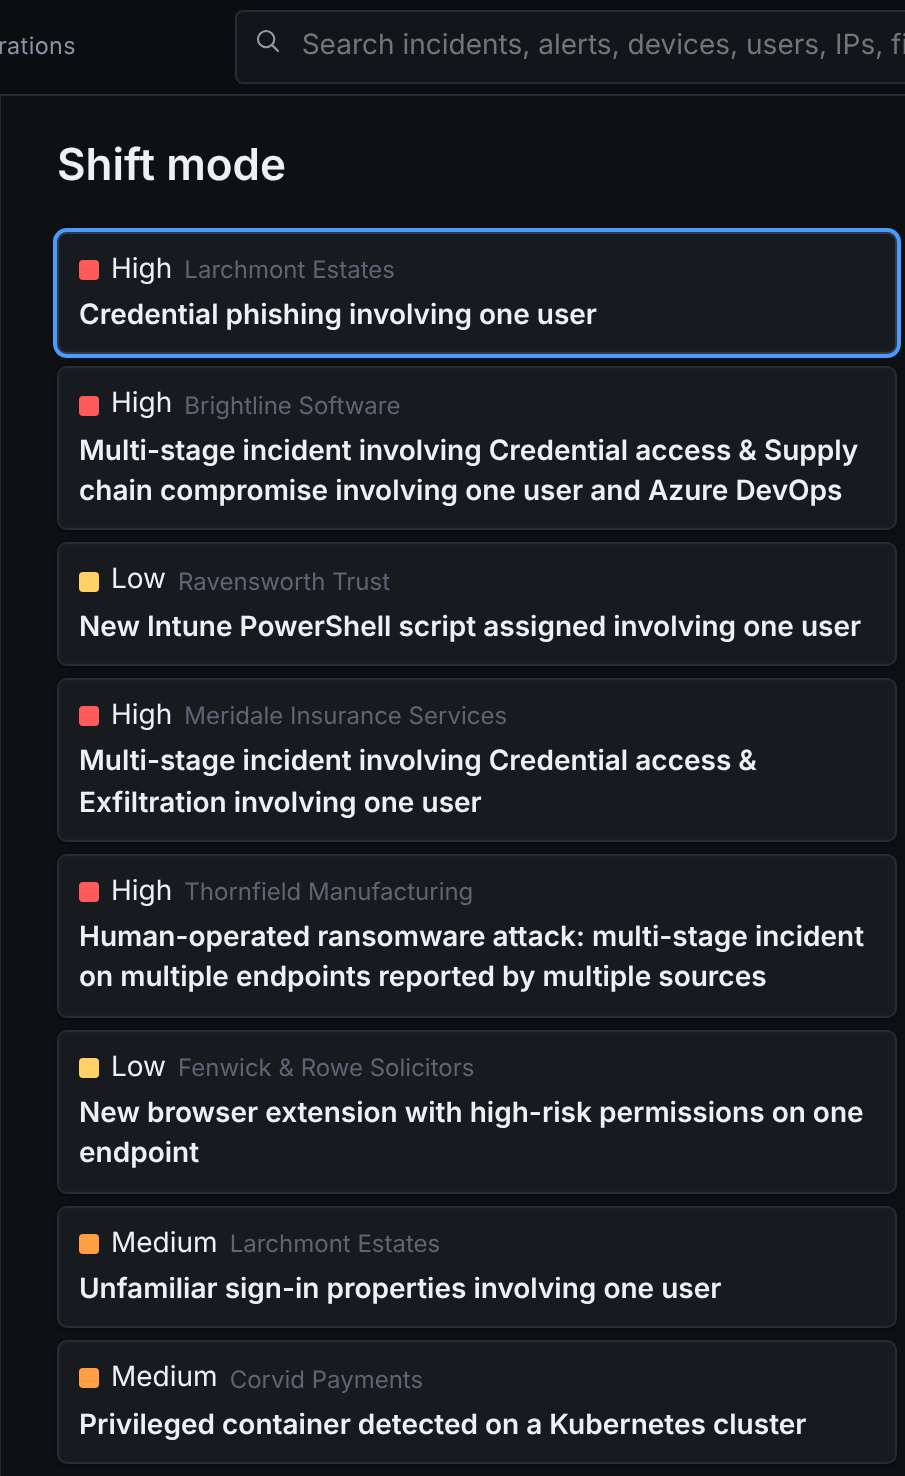 rations
Search incidents, alerts, devices, users, IPs, fi
Shift mode
High Larchmont Estates
Credential phishing involving one user
High Brightline Software
Multi-stage incident involving Credential access & Supply
chain compromise involving one user and Azure DevOps
Low Ravensworth Trust
New Intune PowerShell script assigned involving one user
High Meridale Insurance Services
Multi-stage incident involving Credential access &
Exfiltration involving one user
High Thornfield Manufacturing
Human-operated ransomware attack: multi-stage incident
on multiple endpoints reported by multiple sources
Low Fenwick & Rowe Solicitors
New browser extension with high-risk permissions on one
endpoint
Medium Larchmont Estates
Unfamiliar sign-in properties involving one user
Medium Corvid Payments
Privileged container detected on a Kubernetes cluster